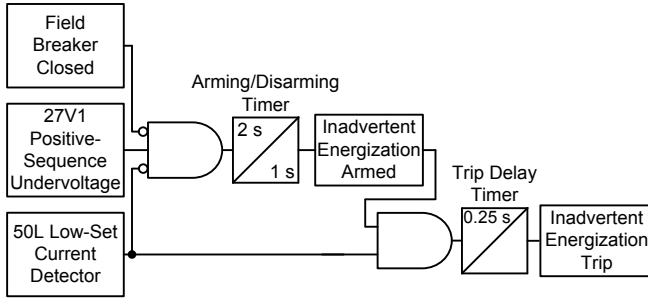 Field
Breaker
Closed
27V1
Positive-
Sequence
Undervoltage
50L Low-Set
Current
Detector
Arming/Disarming
Timer
2 s
1 s
Inadvertent
Energization
Armed
Trip Delay
Timer
0.25 s
Inadvertent
Energization
Trip